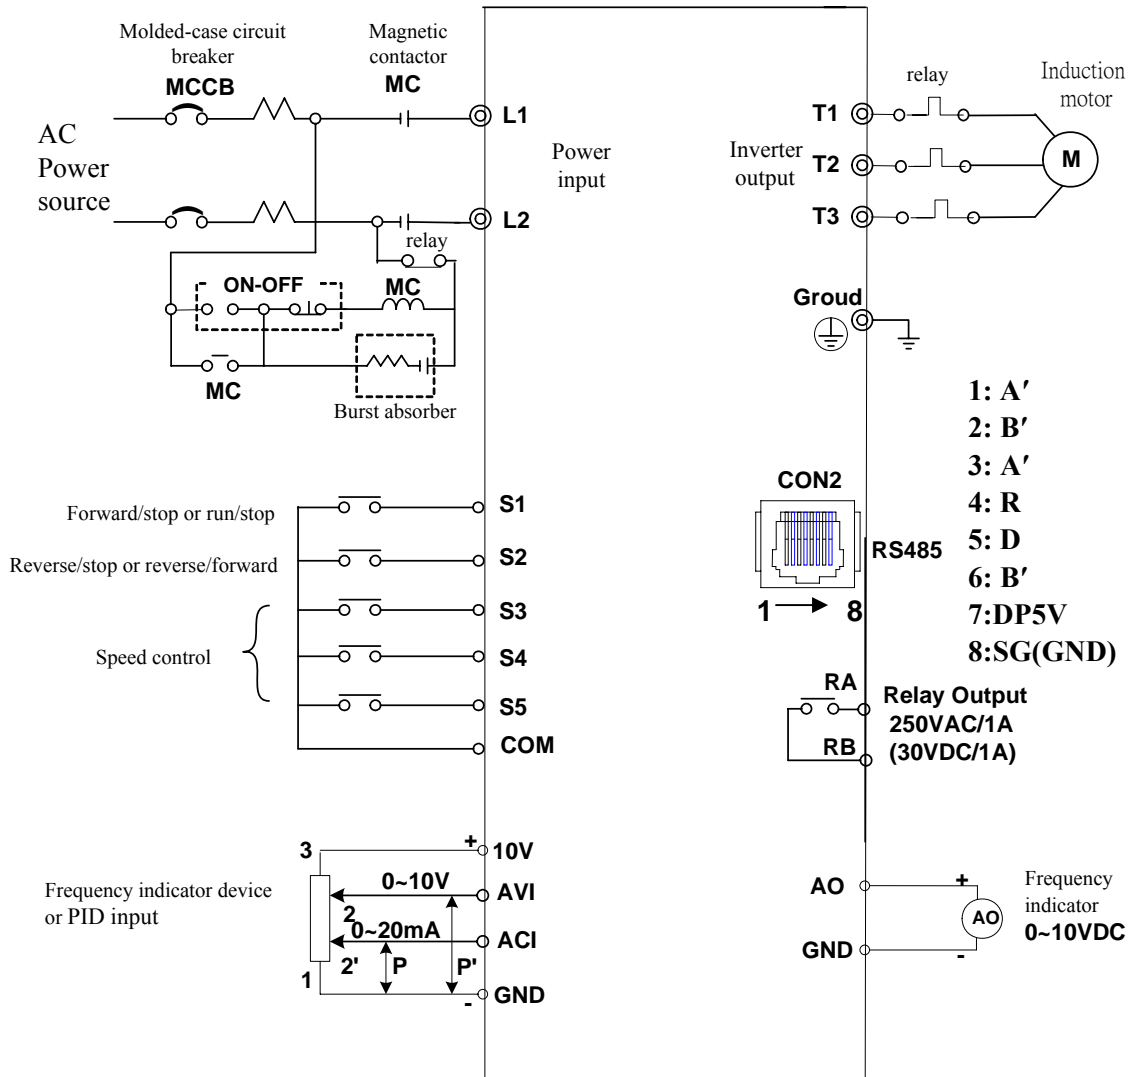 Molded-case circuit
breaker
MCCB
Magnetic
contactor
MC
L1
AC
Power
source
Power
input
L2
relay
ON-OFF
MC
MC
Burst absorber
T1
relay
Induction
motor
Inverter
output
T2
M
T3
Groud
1: A′
2: B′
3: A′
4: R
5: D
6: B′
7:DP5V
8:SG(GND)
CON2
RS485
1
8
Forward/stop or run/stop
S1
Reverse/stop or reverse/forward
S2
S3
Speed control
S4
S5
COM
RA
Relay Output
250VAC/1A
RB
(30VDC/1A)
3
+
10V
Frequency indicator device
or PID input
0~10V
AVI
2
0~20mA
ACI
2'
P
P'
1
-
GND
AO
+
AO
Frequency
indicator
0~10VDC
GND
-